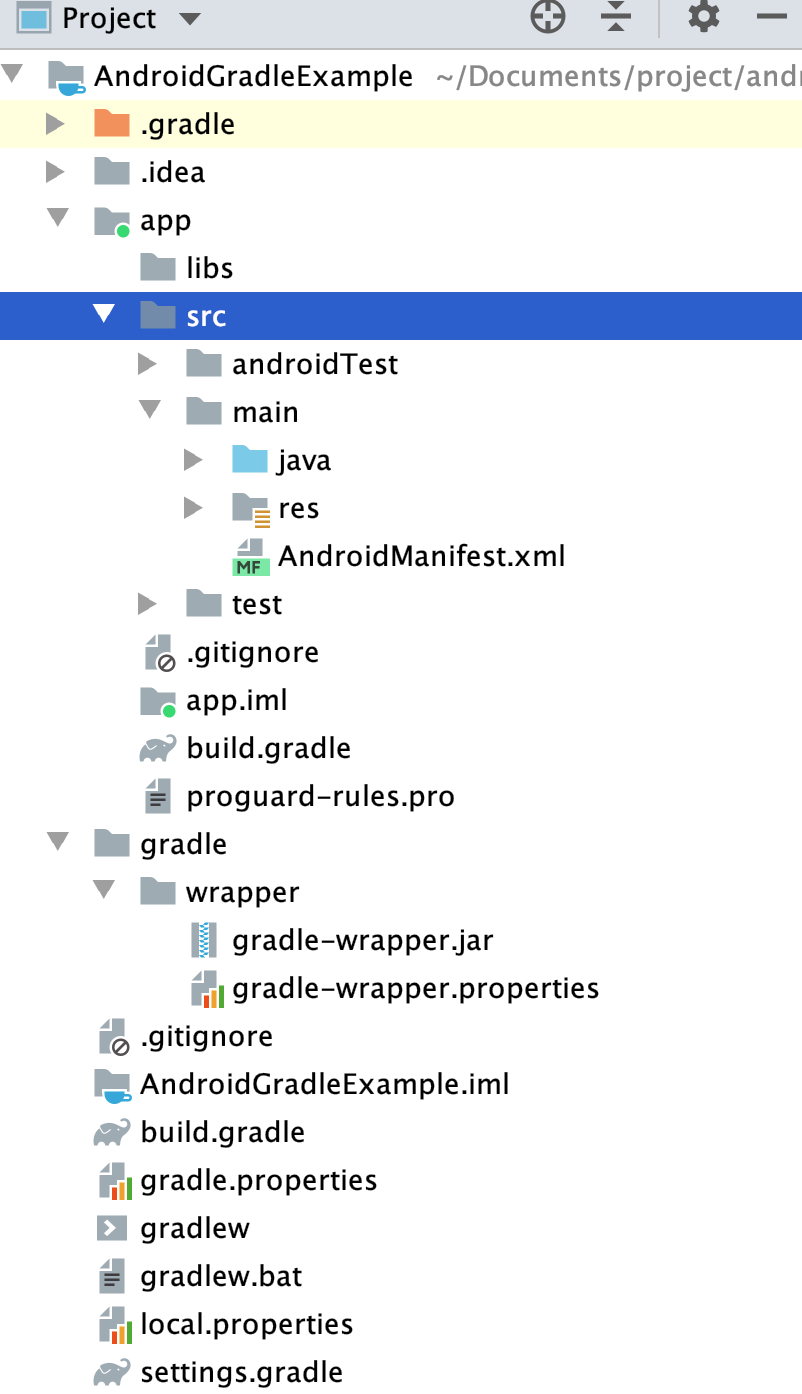 Project
AndroidGradleExample ~/Documents/project/andr
.gradle
.idea
app
libs
src
androidTest
main
java
res
MF AndroidManifest.xml
test
.gitignore
app.iml
build.gradle
proguard-rules.pro
gradle
wrapper
gradle-wrapper.jar
gradle-wrapper.properties
.gitignore
AndroidGradleExample.iml
build.gradle
gradle.properties
gradlew
gradlew.bat
local.properties
settings.gradle